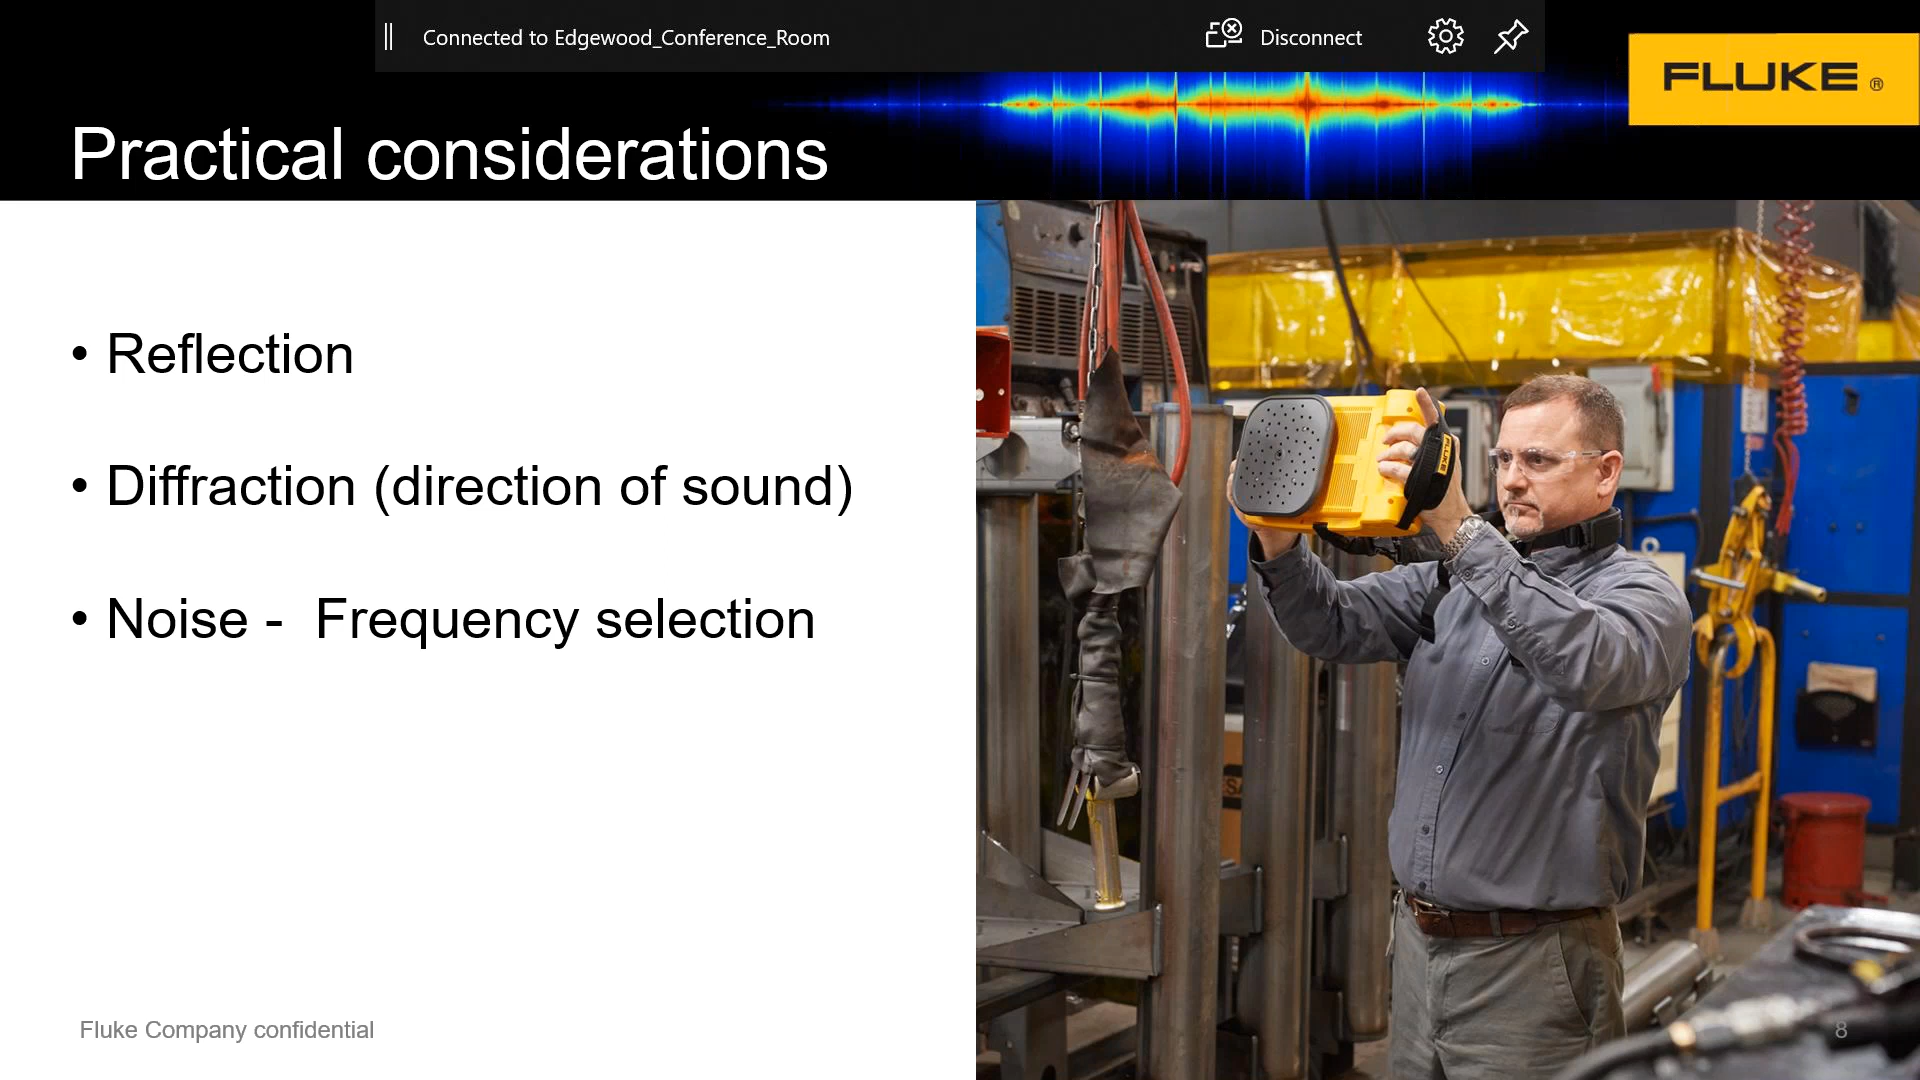 Connected to Edgewood_Conference_Room
Disconnect
FLUKE ®
Practical considerations
• Reflection
• Diffraction (direction of sound)
• Noise -  Frequency selection
FLUKE
Fluke Company confidential
8